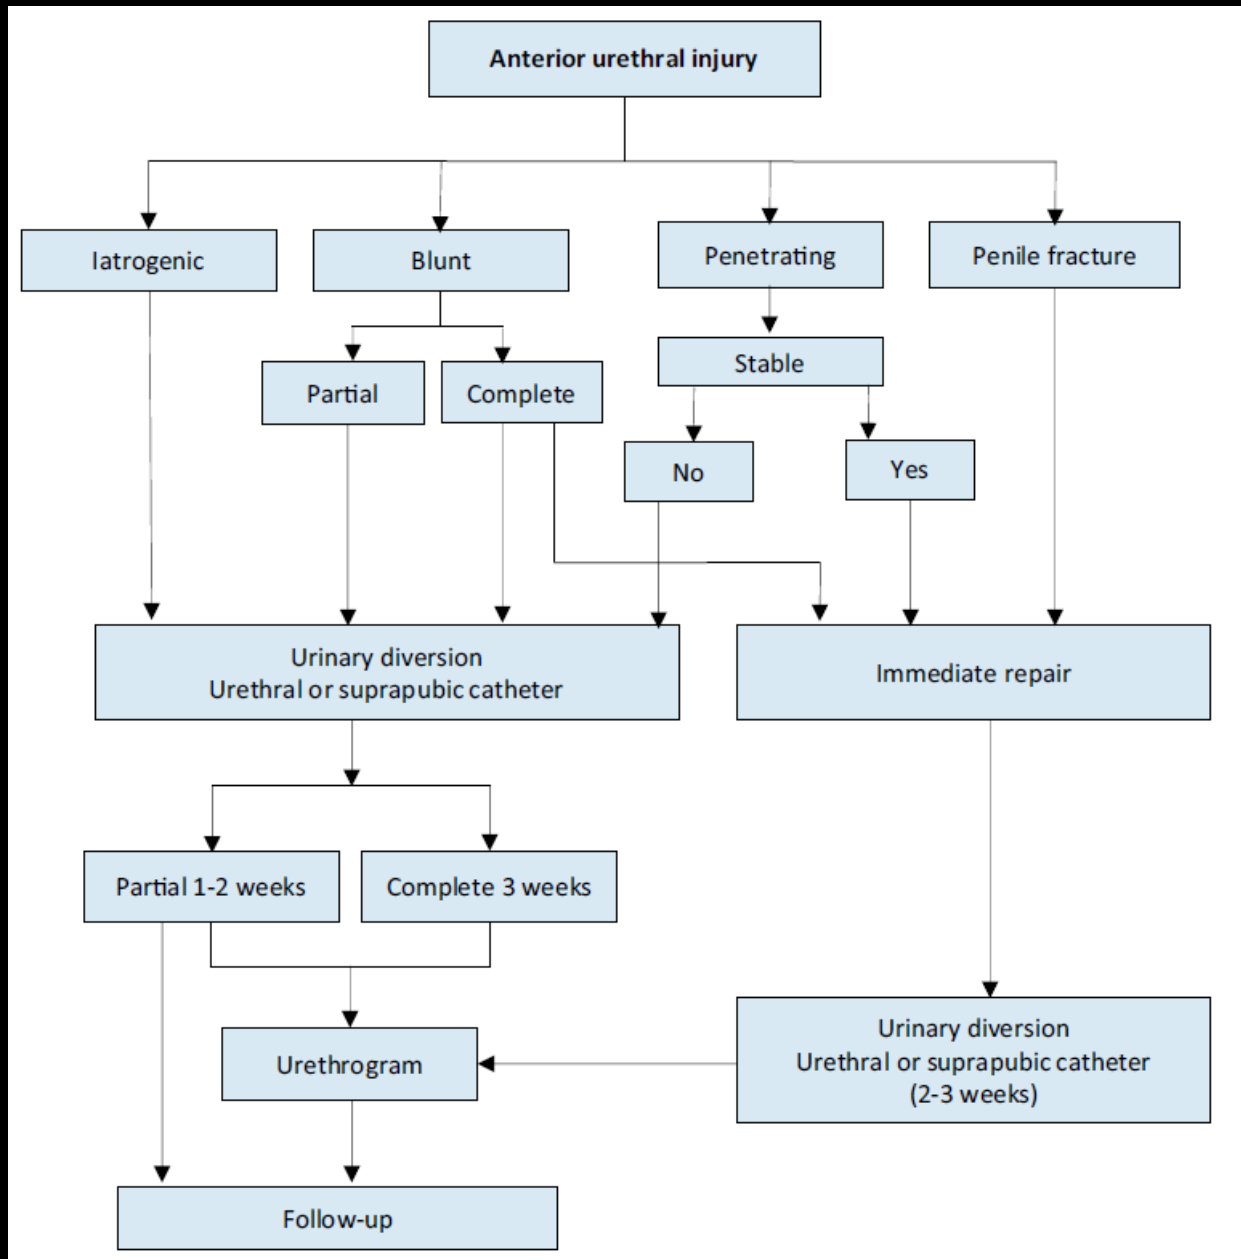 Anterior urethral injury
Iatrogenic
Blunt
Penetrating
Penile fracture
Stable
Partial
Complete
No
Yes
Urinary diversion
Urethral or suprapubic catheter
Immediate repair
Partial 1-2 weeks
Complete 3 weeks
Urethrogram
Urinary diversion
Urethral or suprapubic catheter
(2-3 weeks)
Follow-up